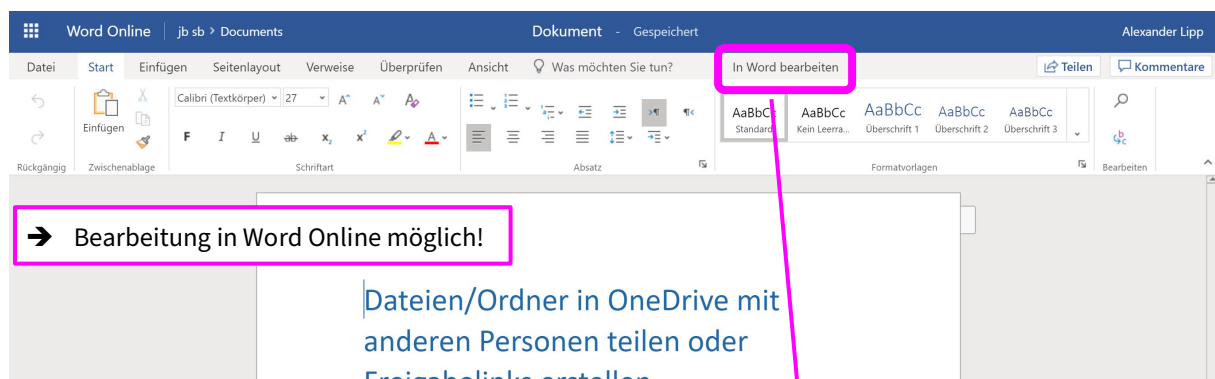 Word Online jb sb > Documents Dokument - Gespeichert Alexander Lipp
Datei Start Einfügen Seitenlayout Verweise Überprüfen Ansicht Was möchten Sie tun? In Word bearbeiten Teilen Kommentare
Calibri (Textkörper) 27 A A A
Einfügen
F I U ab x₂ x² A
AaBbCc AaBbCc AaBbCc AaBbCc AaBbCc
Standard Kein Leerra... Überschrift 1 Überschrift 2 Überschrift 3
Rückgängig Zwischenablage Schriftart Absatz Formatvorlagen Bearbeiten
➔ Bearbeitung in Word Online möglich!
Dateien/Ordner in OneDrive mit
anderen Personen teilen oder
Freigabelinks erstellen